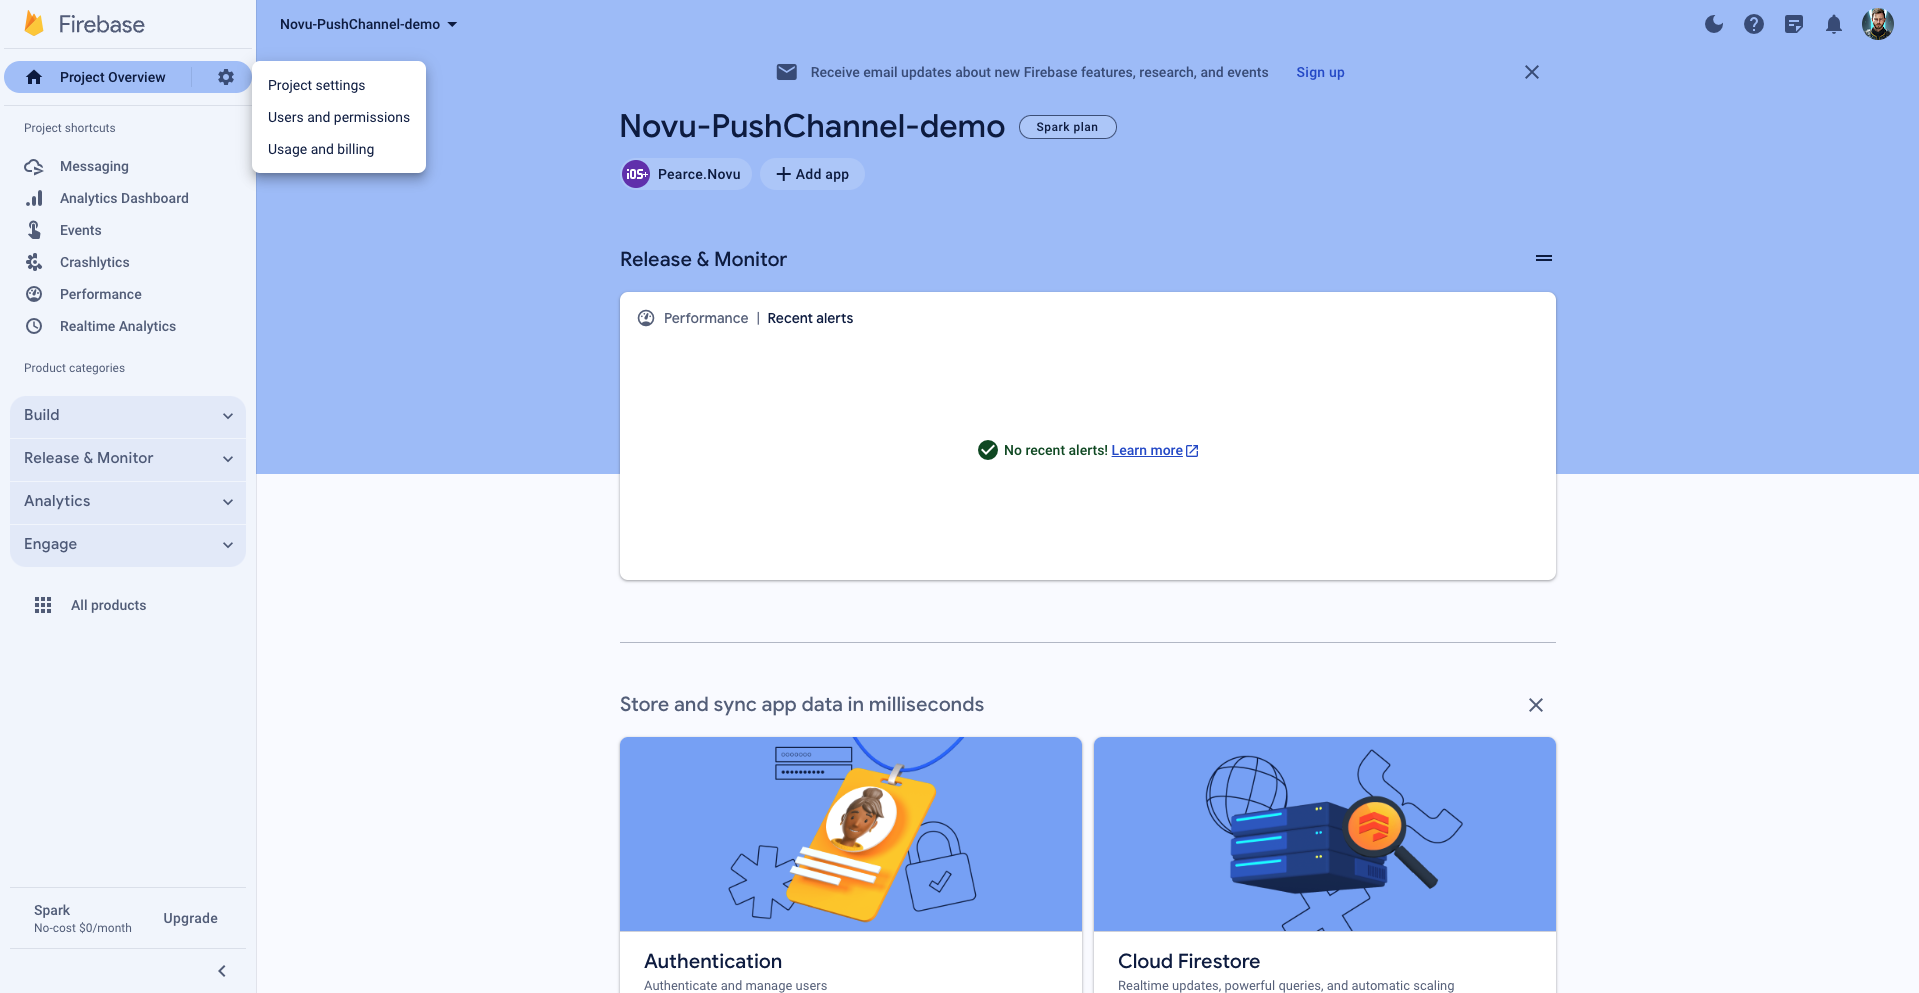 Firebase
Novu-PushChannel-demo
Project Overview
Project settings
Users and permissions
Usage and billing
Project shortcuts
Messaging
Analytics Dashboard
Events
Crashlytics
Performance
Realtime Analytics
Product categories
Build
Release & Monitor
Analytics
Engage
All products
Spark
No-cost $0/month
Upgrade
Receive email updates about new Firebase features, research, and events Sign up
Novu-PushChannel-demo Spark plan
iOS+ Pearce.Novu Add app
Release & Monitor
Performance | Recent alerts
No recent alerts! Learn more
Store and sync app data in milliseconds
Authentication
Authenticate and manage users
Cloud Firestore
Realtime updates, powerful queries, and automatic scaling